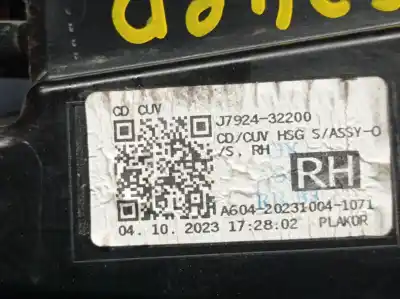 CD CUV
J7924-32200
CD/CUV HSG S/ASSY-O
/S, RH
RH
A604-20231004-1071
04. 10. 2023 17:28:02 PLAKOR